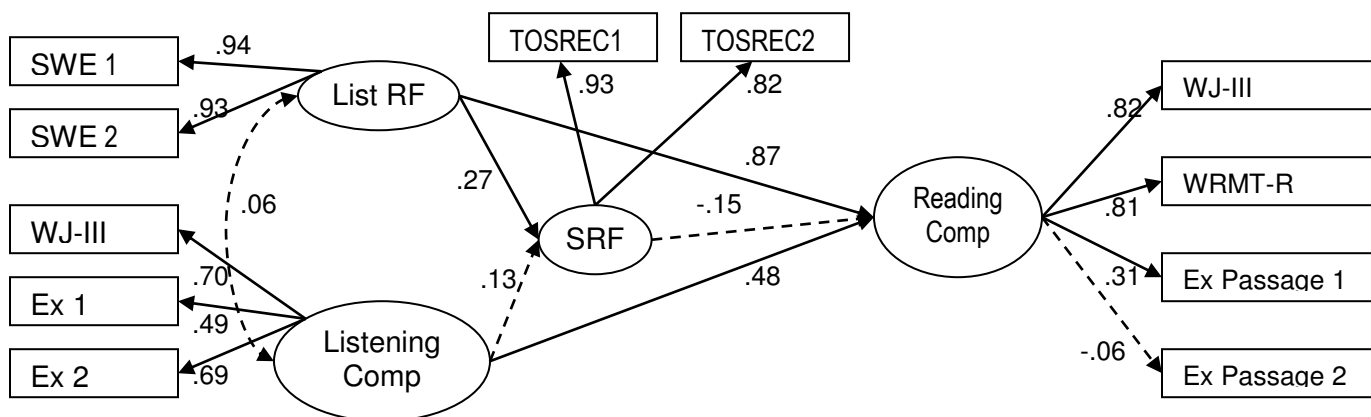 SWE 1
.94
SWE 2
.93
List RF
TOSREC1
TOSREC2
.93
.82
.87
.27
.06
WJ-III
.70
Ex 1
.49
Ex 2
.69
Listening
Comp
.13
SRF
-.15
.48
Reading
Comp
.82
WJ-III
.81
WRMT-R
.31
Ex Passage 1
-.06
Ex Passage 2